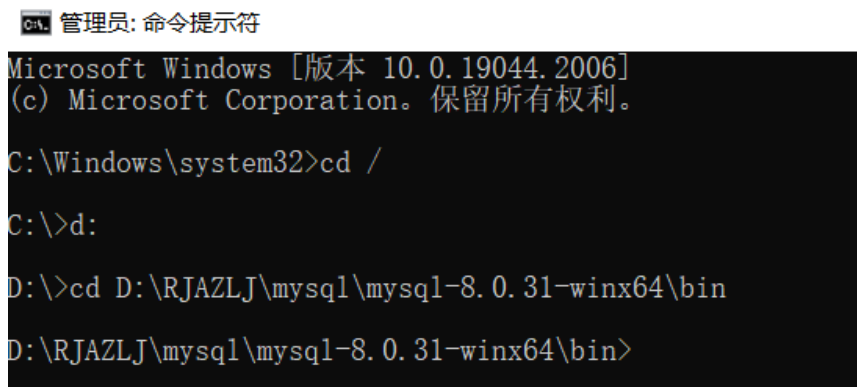 管理员: 命令提示符
Microsoft Windows [版本 10.0.19044.2006]
(c) Microsoft Corporation。保留所有权利。
C:\Windows\system32>cd /
C:\>d:
D:\>cd D:\RJAZLJ\mysql\mysql-8.0.31-winx64\bin
D:\RJAZLJ\mysql\mysql-8.0.31-winx64\bin>